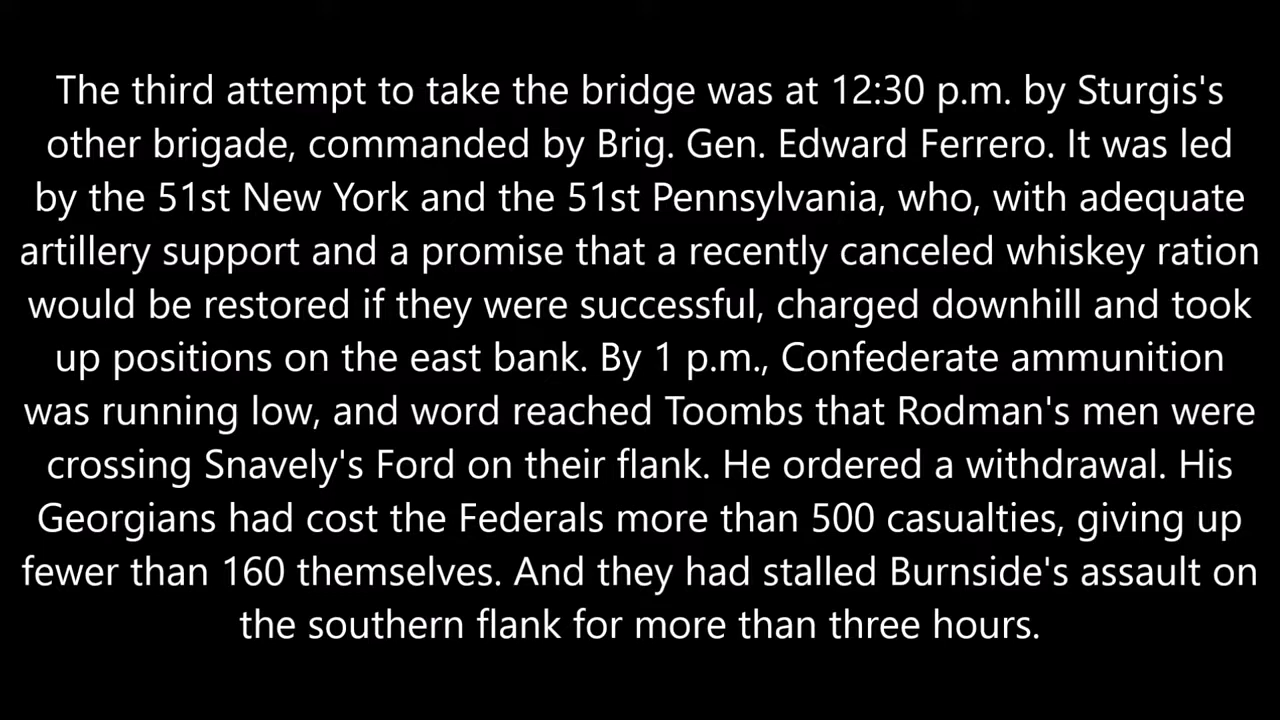 The third attempt to take the bridge was at 12:30 p.m. by Sturgis's
other brigade, commanded by Brig. Gen. Edward Ferrero. It was led
by the 51st New York and the 51st Pennsylvania, who, with adequate
artillery support and a promise that a recently canceled whiskey ration
would be restored if they were successful, charged downhill and took
up positions on the east bank. By 1 p.m., Confederate ammunition
was running low, and word reached Toombs that Rodman's men were
crossing Snavely's Ford on their flank. He ordered a withdrawal. His
Georgians had cost the Federals more than 500 casualties, giving up
fewer than 160 themselves. And they had stalled Burnside's assault on
the southern flank for more than three hours.